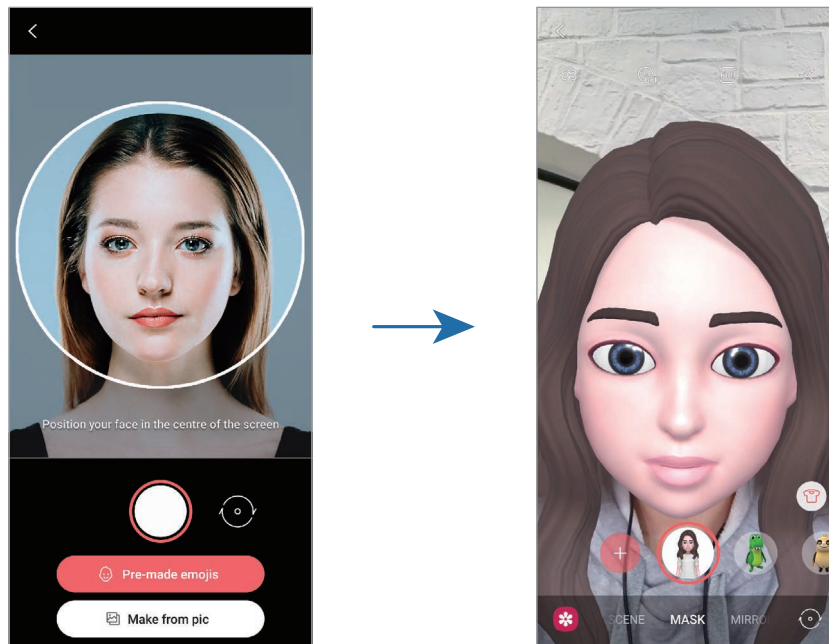 Position your face in the centre of the screen
Pre-made emojis
Make from pic
SCENE MASK MIRRO